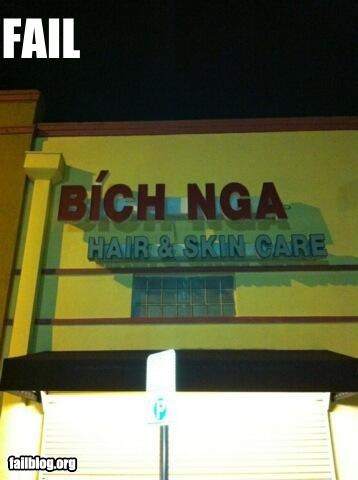 FAIL
BÍCH NGA
HAIR & SKIN CARE
P
failblog.org